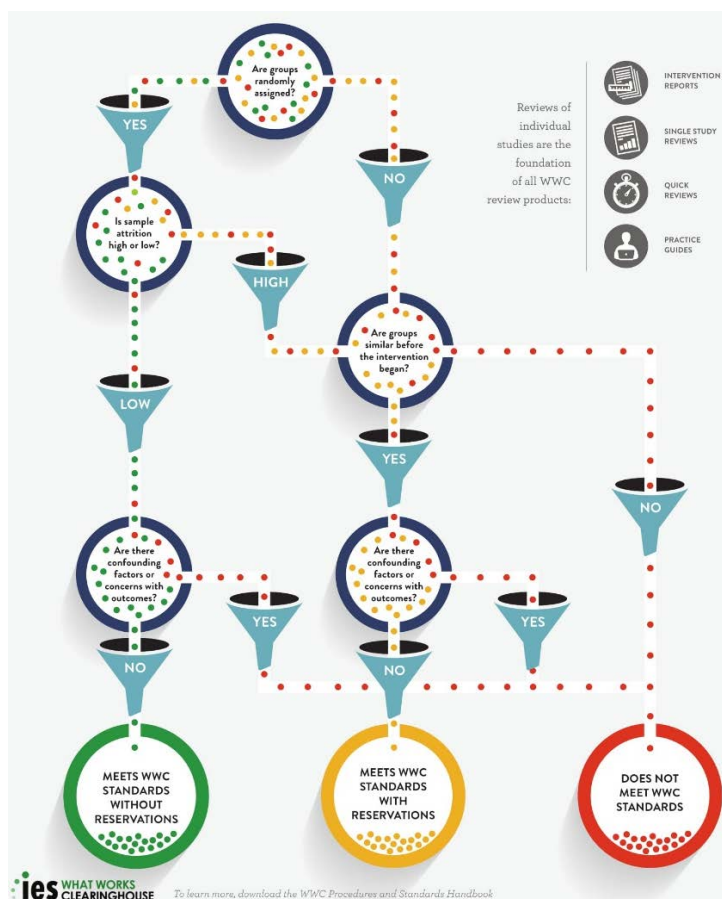 Are groups
randomly
assigned?
YES
NO
Reviews of
individual
studies are the
foundation
of all WWC
review products:
INTERVENTION
REPORTS
SINGLE STUDY
REVIEWS
QUICK
REVIEWS
PRACTICE
GUIDES
Is sample
attrition
high or low?
HIGH
LOW
Are groups
similar before
the intervention
began?
YES
NO
Are there
confounding
factors or
concerns with
outcomes?
YES
NO
Are there
confounding
factors or
concerns with
outcomes?
YES
NO
MEETS WWC
STANDARDS
WITHOUT
RESERVATIONS
MEETS WWC
STANDARDS
WITH
RESERVATIONS
DOES NOT
MEET WWC
STANDARDS
ies WHAT WORKS
CLEARINGHOUSE
To learn more, download the WWC Procedures and Standards Handbook